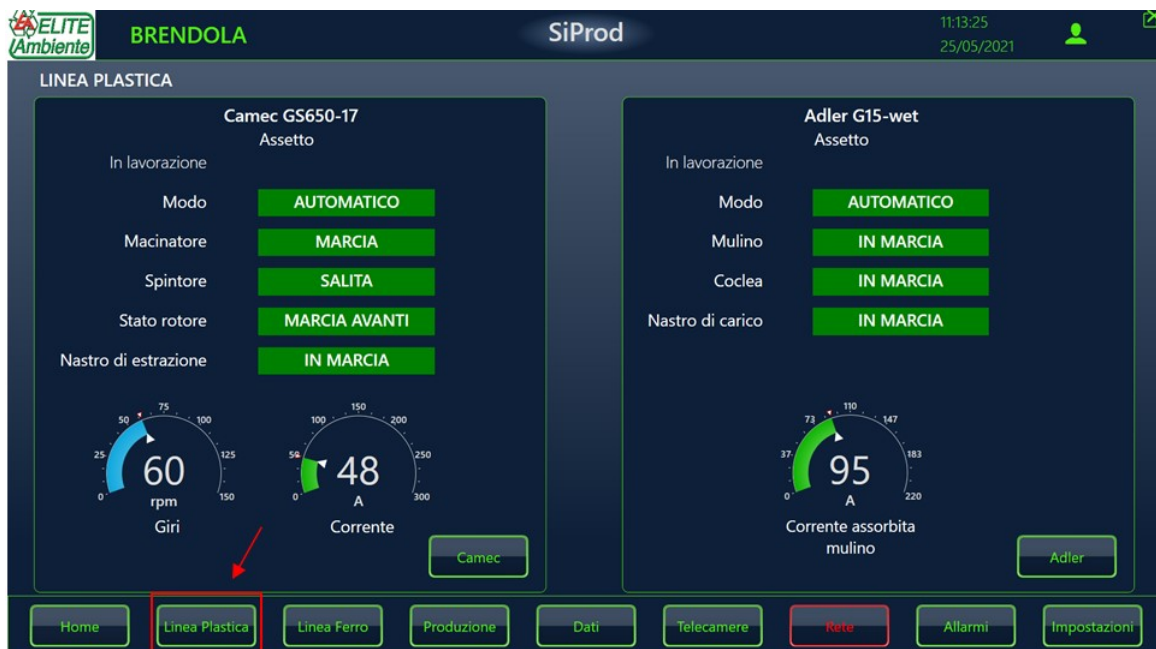 ELITE
Ambiente
BRENDOLA
SiProd
11:13:25
25/05/2021
LINEA PLASTICA
Camec GS650-17
Assetto
In lavorazione
Modo AUTOMATICO
Macinatore MARCIA
Spintore SALITA
Stato rotore MARCIA AVANTI
Nastro di estrazione IN MARCIA
0 25 50 75 100 125 150
60
rpm
Giri
0 50 100 150 200 250 300
48
A
Corrente
Camec
Adler G15-wet
Assetto
In lavorazione
Modo AUTOMATICO
Mulino IN MARCIA
Coclea IN MARCIA
Nastro di carico IN MARCIA
0 37 73 110 147 183 220
95
A
Corrente assorbita
mulino
Adler
Home Linea Plastica Linea Ferro Produzione Dati Telecamere Rete Allarmi Impostazioni